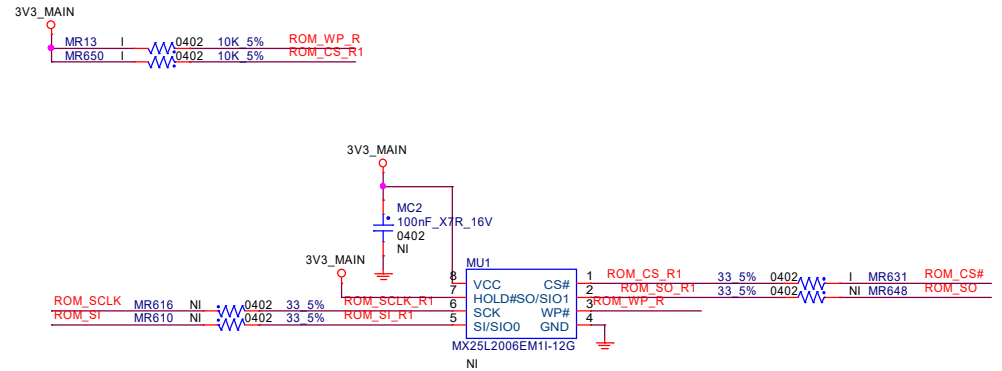 3V3_MAIN
MR13 I 0402 10K_5% ROM_WP_R
MR650 I 0402 10K_5% ROM_CS_R1
3V3_MAIN
MC2
100nF_X7R_16V
0402
NI
3V3_MAIN
MU1
8 VCC CS# 1 ROM_CS_R1 33_5% 0402 I MR631 ROM_CS#
7 HOLD# SO/SIO1 2 ROM_SO_R1 33_5% 0402 NI MR648 ROM_SO
ROM_SCLK MR616 NI 0402 33_5% ROM_SCLK_R1 6 SCK WP# 3 ROM_WP_R
ROM_SI MR610 NI 0402 33_5% ROM_SI_R1 5 SI/SIO0 GND 4
MX25L2006EM1I-12G
NI